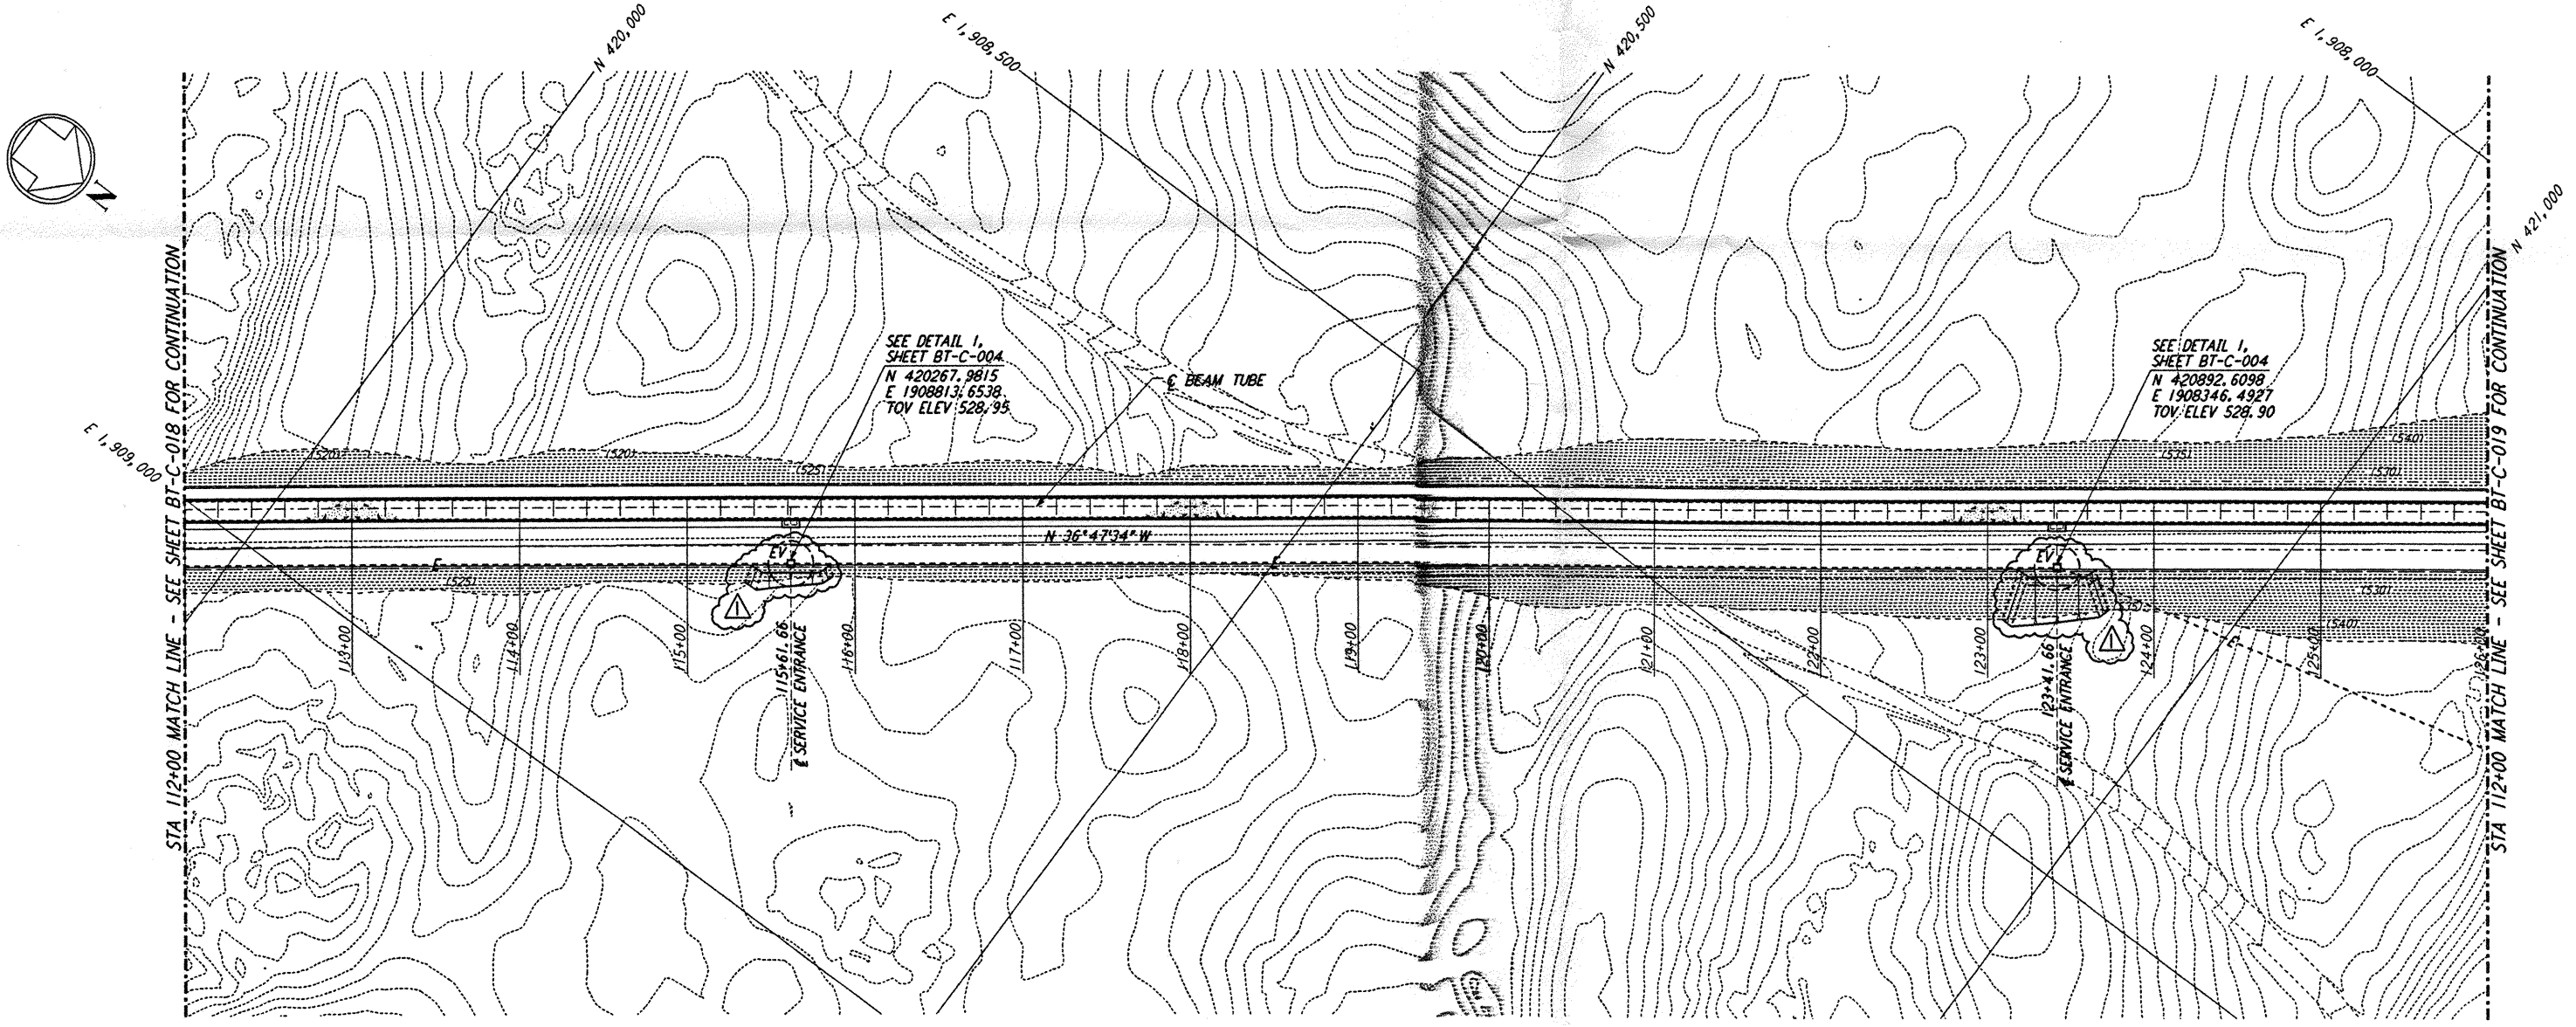 N 420,000
E 1,908,500
N 420,500
E 1,908,000
N 421,000
N
STA 112+00 MATCH LINE - SEE SHEET BT-C-018 FOR CONTINUATION
E 1,909,000
SEE DETAIL 1,
SHEET BT-C-004
N 420267.9815
E 1908813.6538
TOV ELEV 528.95
℄ BEAM TUBE
SEE DETAIL 1,
SHEET BT-C-004
N 420892.6098
E 1908346.4927
TOV ELEV 528.90
STA 112+00 MATCH LINE - SEE SHEET BT-C-019 FOR CONTINUATION
(520)
(520)
(525)
(535)
(540)
(530)
N 36°47'34" W
EV
EV
E
E
E
(525)
(530)
(540)
1
1
113+00
114+00
115+00
115+61.66
℄ SERVICE ENTRANCE
116+00
117+00
118+00
119+00
120+00
121+00
122+00
123+00
123+41.66
℄ SERVICE ENTRANCE
124+00
125+00
126+00